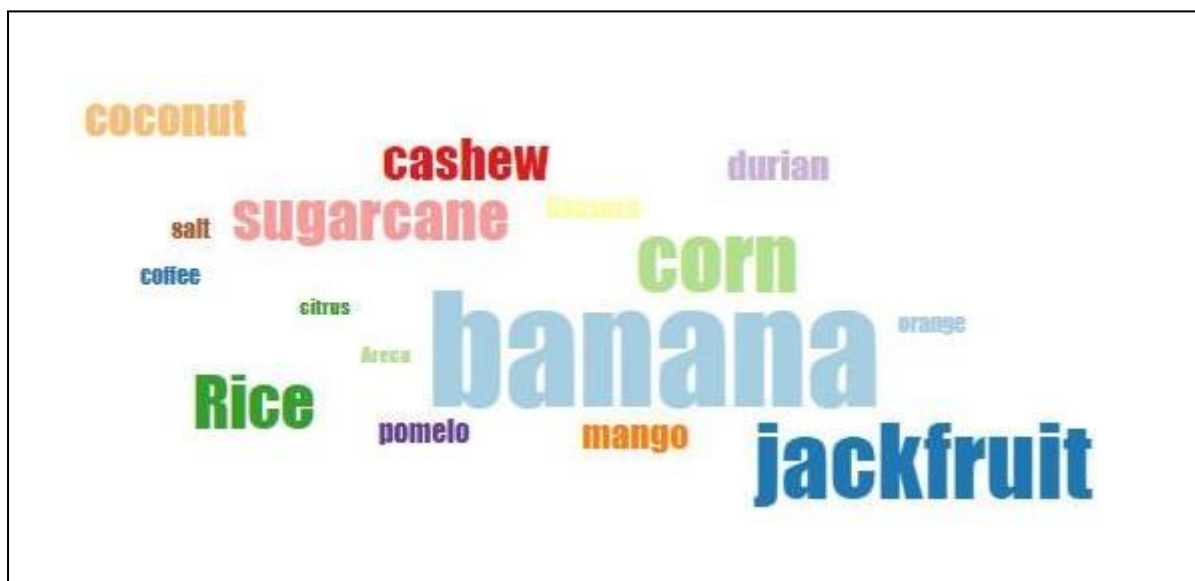 coconut
cashew
durian
sugarcane
salt
corn
coffee
citrus
banana
orange
Areca
Rice
pomelo
mango
jackfruit